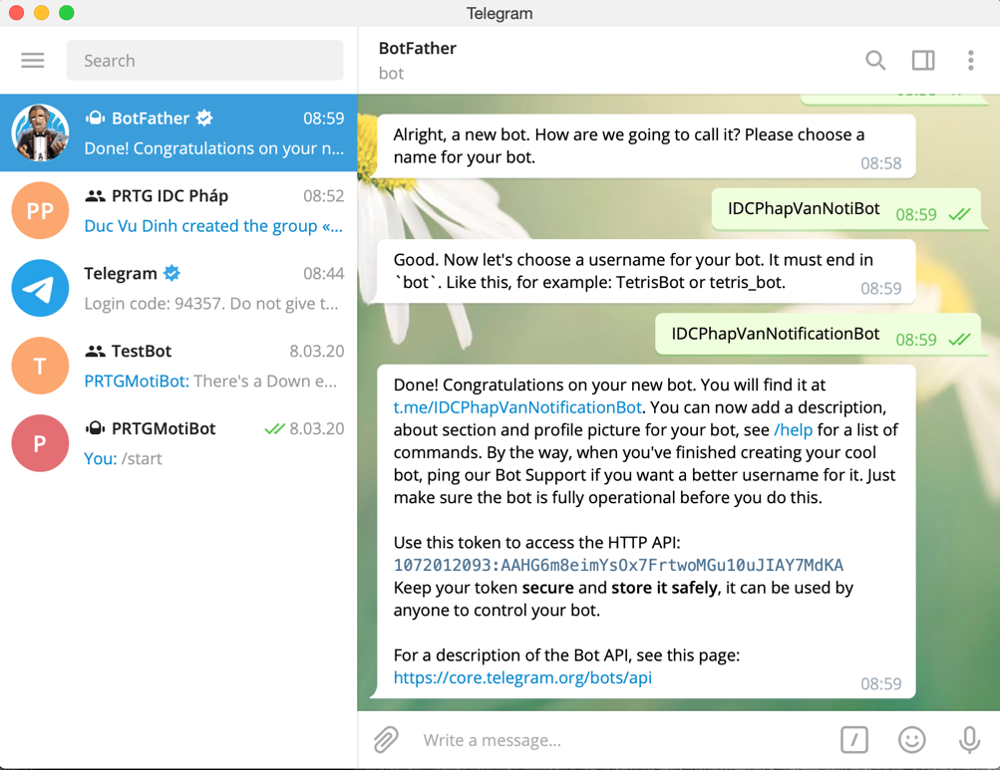 Telegram
Search
BotFather
bot
BotFather 08:59
Done! Congratulations on your n...
PP
PRTG IDC Pháp 08:52
Duc Vu Dinh created the group «...
Telegram 08:44
Login code: 94357. Do not give t...
T
TestBot 8.03.20
PRTGMotiBot: There's a Down e...
P
PRTGMotiBot 8.03.20
You: /start
Alright, a new bot. How are we going to call it? Please choose a
name for your bot.
08:58
IDCPhapVanNotiBot 08:59
Good. Now let's choose a username for your bot. It must end in
`bot`. Like this, for example: TetrisBot or tetris_bot.
08:59
IDCPhapVanNotificationBot 08:59
Done! Congratulations on your new bot. You will find it at
t.me/IDCPhapVanNotificationBot. You can now add a description,
about section and profile picture for your bot, see /help for a list of
commands. By the way, when you've finished creating your cool
bot, ping our Bot Support if you want a better username for it. Just
make sure the bot is fully operational before you do this.
Use this token to access the HTTP API:
1072012093:AAHG6m8eimYsOx7FrtwoMGu10uJIAY7MdKA
Keep your token secure and store it safely, it can be used by
anyone to control your bot.
For a description of the Bot API, see this page:
https://core.telegram.org/bots/api
08:59
Write a message...